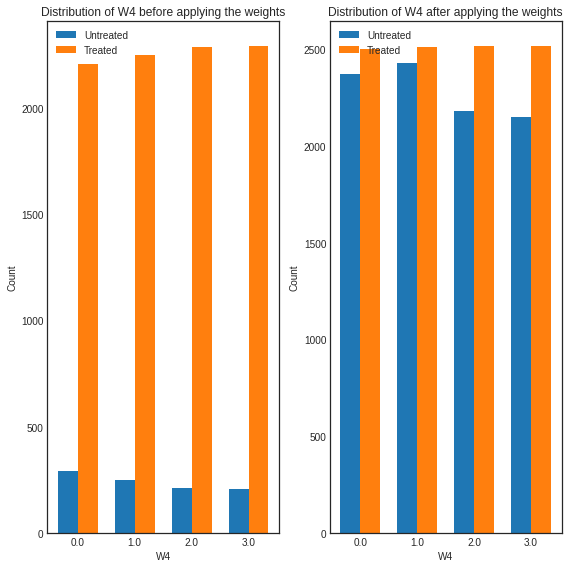 Distribution of W4 before applying the weights
Untreated
Treated
2000
1500
1000
500
0
Count
0.0 1.0 2.0 3.0
W4
Distribution of W4 after applying the weights
Untreated
Treated
2500
2000
1500
1000
500
0
Count
0.0 1.0 2.0 3.0
W4